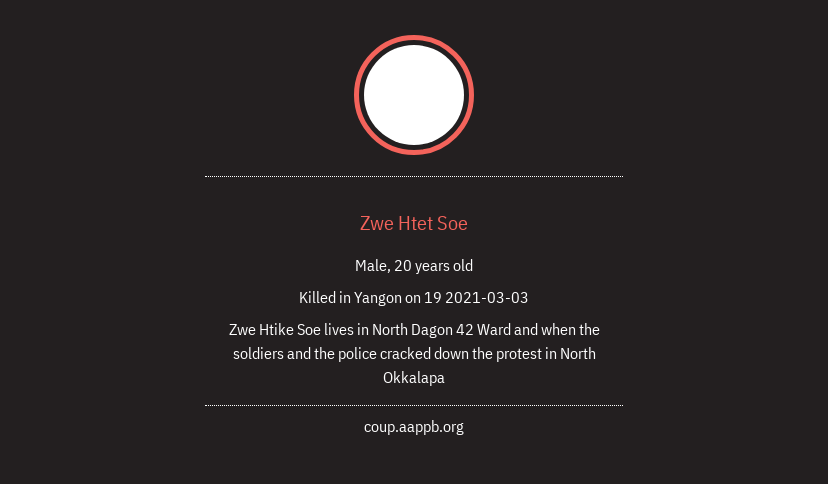 Zwe Htet Soe
Male, 20 years old
Killed in Yangon on 19 2021-03-03
Zwe Htike Soe lives in North Dagon 42 Ward and when the
soldiers and the police cracked down the protest in North
Okkalapa
coup.aappb.org